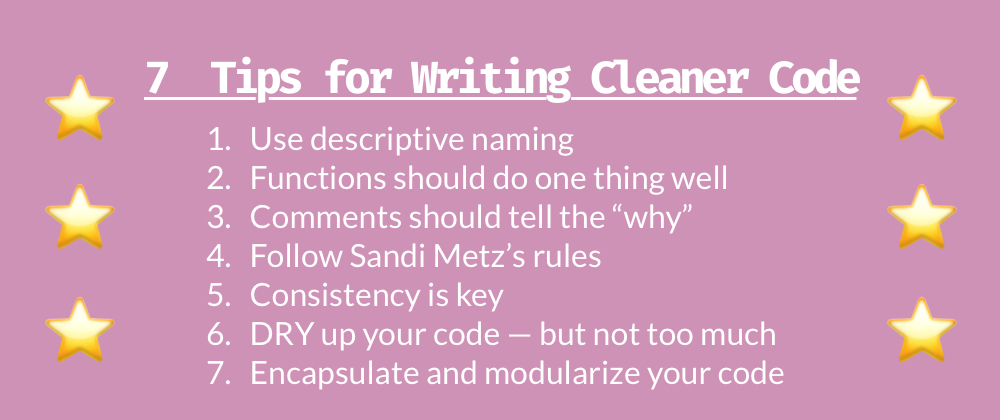 7 Tips for Writing Cleaner Code
1. Use descriptive naming
2. Functions should do one thing well
3. Comments should tell the “why”
4. Follow Sandi Metz’s rules
5. Consistency is key
6. DRY up your code — but not too much
7. Encapsulate and modularize your code